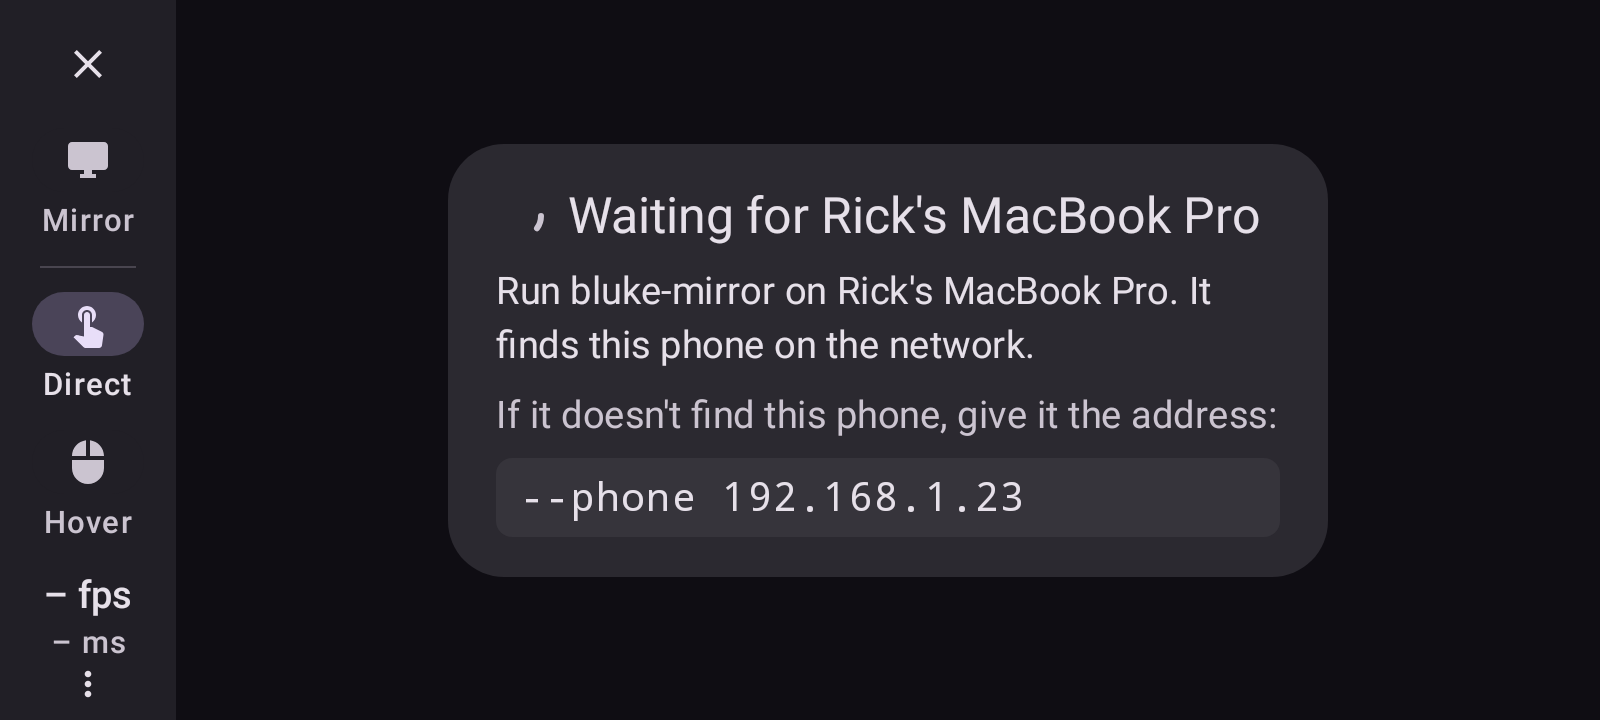 Mirror
Direct
Hover
– fps
– ms
Waiting for Rick's MacBook Pro
Run bluke-mirror on Rick's MacBook Pro. It
finds this phone on the network.
If it doesn't find this phone, give it the address:
--phone 192.168.1.23